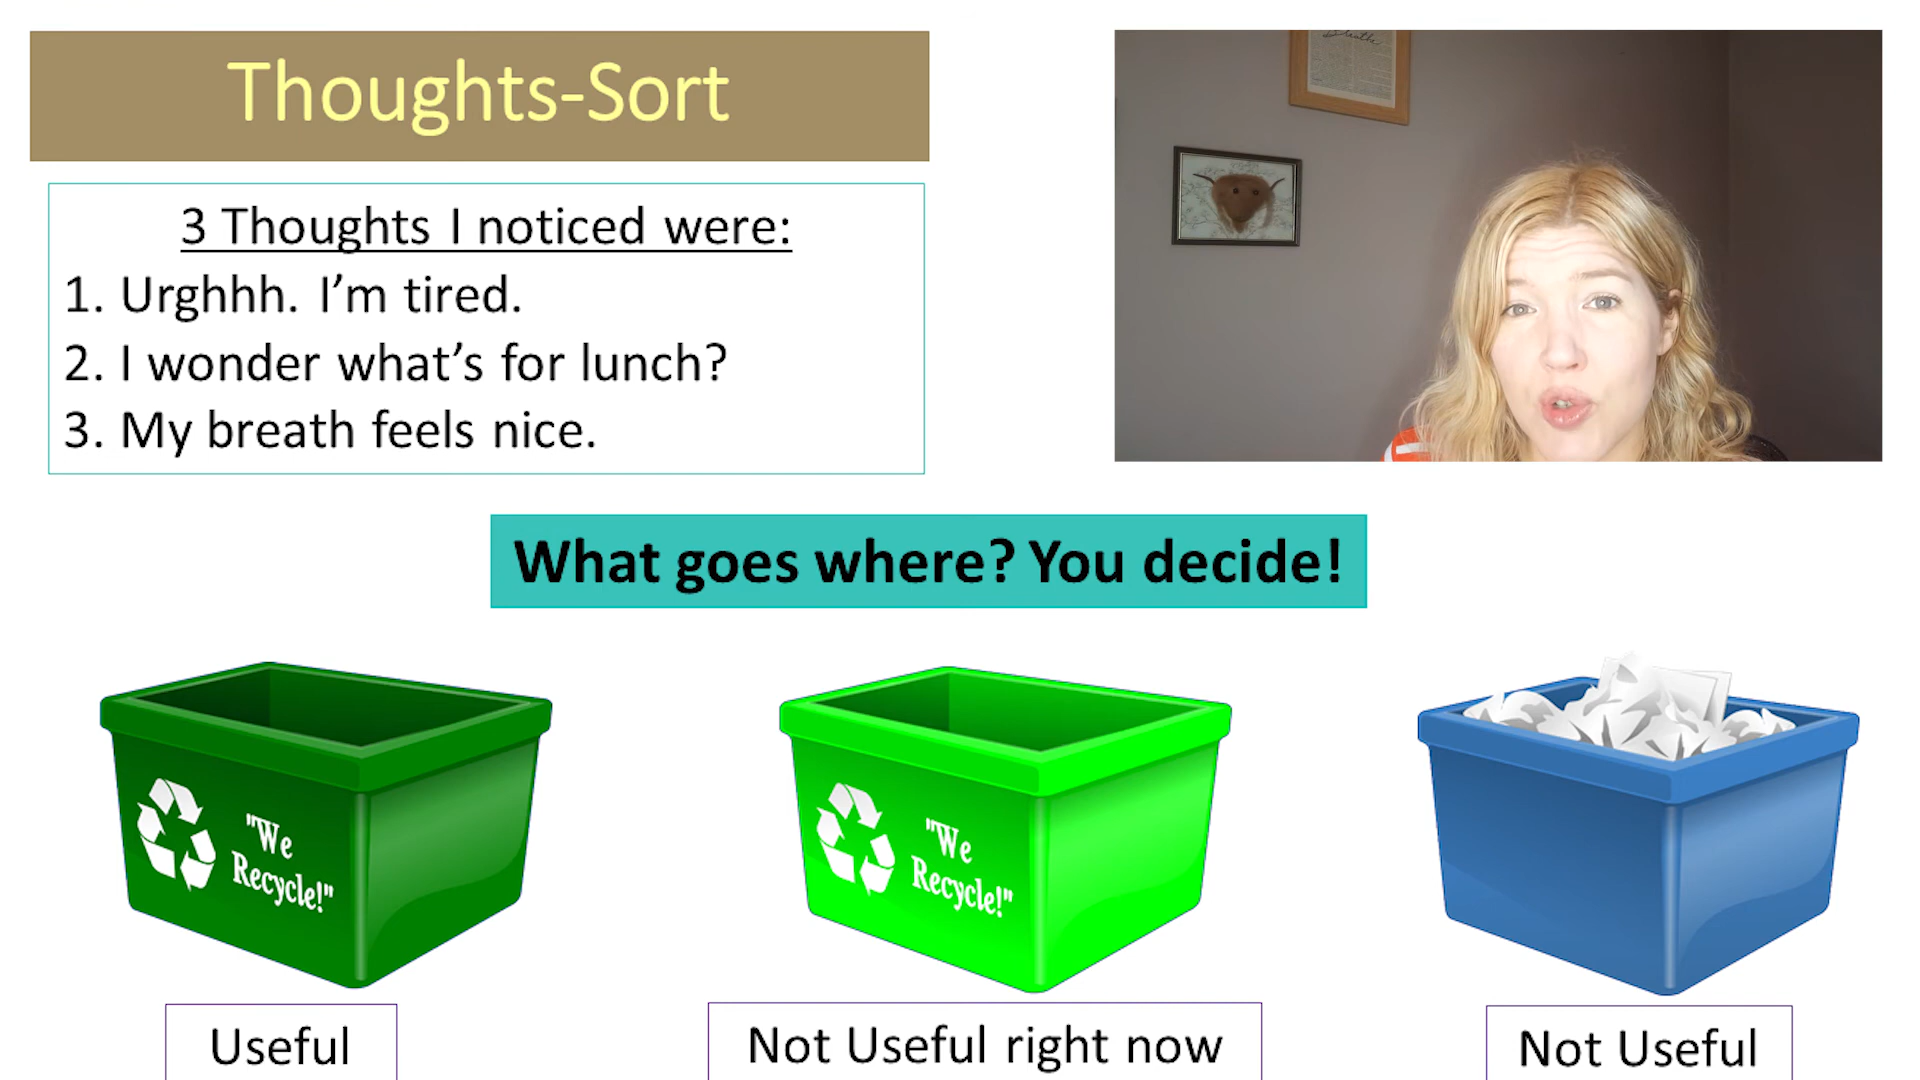 Thoughts-Sort
3 Thoughts I noticed were:
1. Urghhh. I’m tired.
2. I wonder what’s for lunch?
3. My breath feels nice.
Breathe
What goes where? You decide!
"We
Recycle!"
"We
Recycle!"
Useful
Not Useful right now
Not Useful